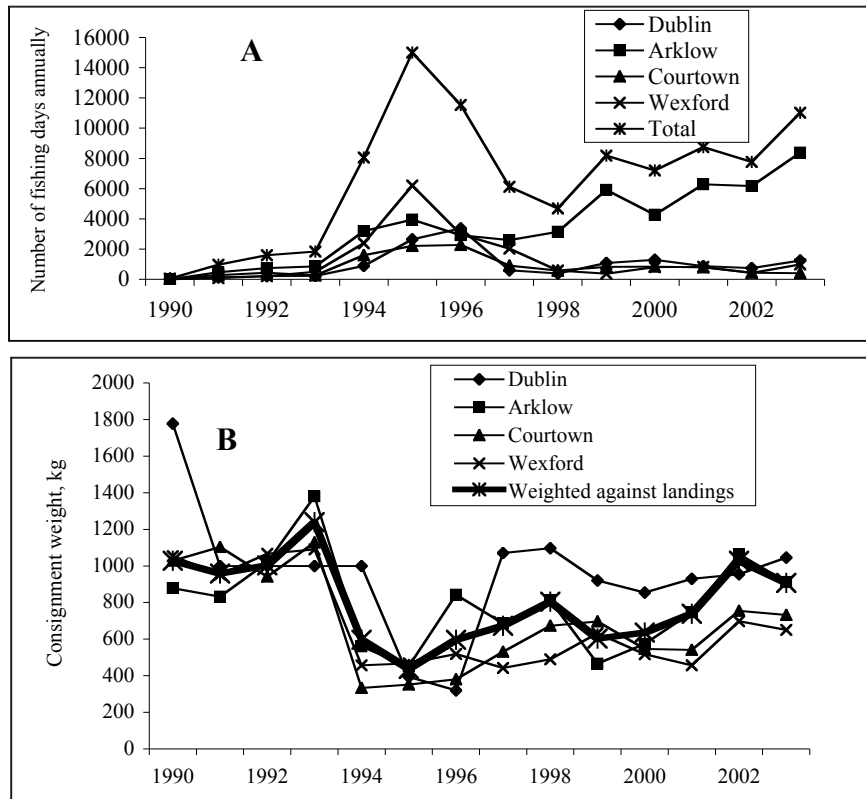 A
Number of fishing days annually
16000
14000
12000
10000
8000
6000
4000
2000
0
1990 1992 1994 1996 1998 2000 2002
Dublin
Arklow
Courtown
Wexford
Total
B
Consignment weight, kg
2000
1800
1600
1400
1200
1000
800
600
400
200
0
1990 1992 1994 1996 1998 2000 2002
Dublin
Arklow
Courtown
Wexford
Weighted against landings